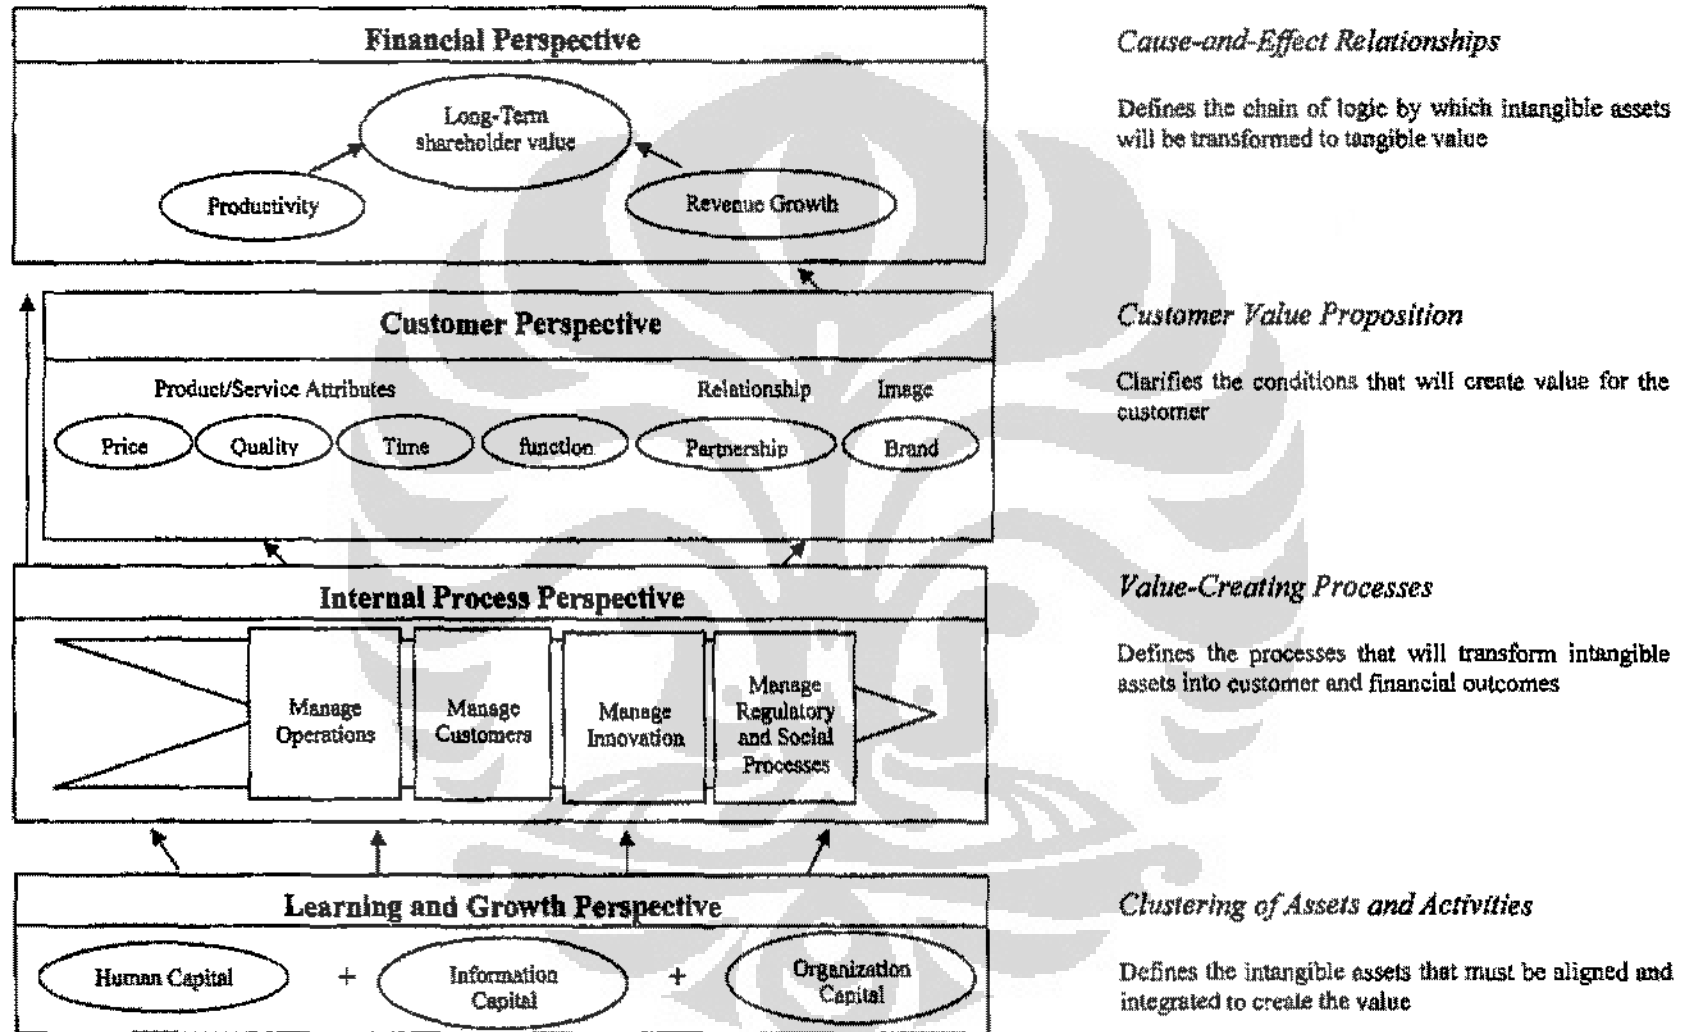 Financial Perspective
Long-Term
shareholder value
Productivity
Revenue Growth
Cause-and-Effect Relationships
Defines the chain of logic by which intangible assets
will be transformed to tangible value
Customer Perspective
Product/Service Attributes
Relationship
Image
Price
Quality
Time
function
Partnership
Brand
Customer Value Proposition
Clarifies the conditions that will create value for the
customer
Internal Process Perspective
Manage
Operations
Manage
Customers
Manage
Innovation
Manage
Regulatory
and Social
Processes
Value-Creating Processes
Defines the processes that will transform intangible
assets into customer and financial outcomes
Learning and Growth Perspective
Human Capital
+
Information
Capital
+
Organization
Capital
Clustering of Assets and Activities
Defines the intangible assets that must be aligned and
integrated to create the value